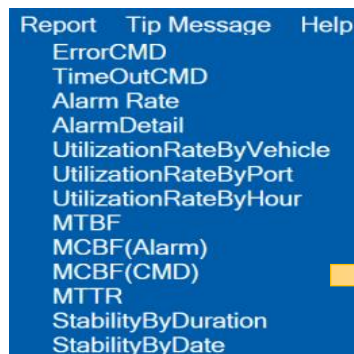 Report Tip Message Help
ErrorCMD
TimeOutCMD
Alarm Rate
AlarmDetail
UtilizationRateByVehicle
UtilizationRateByPort
UtilizationRateByHour
MTBF
MCBF(Alarm)
MCBF(CMD)
MTTR
StabilityByDuration
StabilityByDate